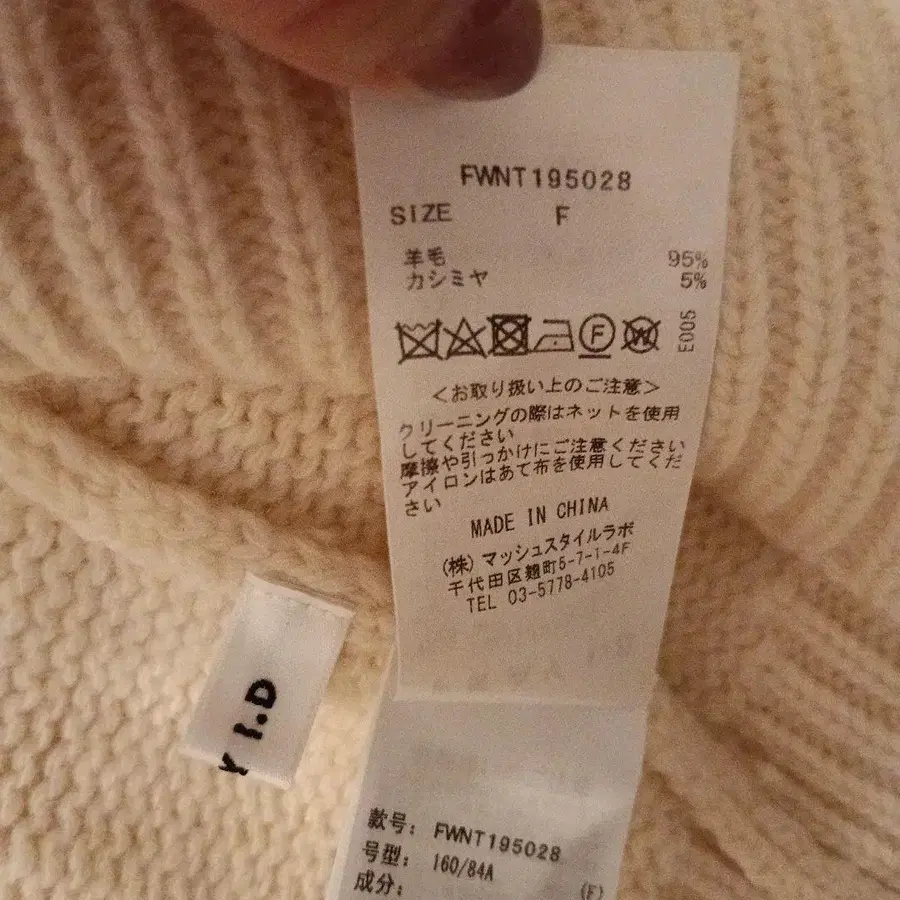 FWNT195028
SIZE F
羊毛 95%
カシミヤ 5%
F W E005
<お取り扱い上のご注意>
クリーニングの際はネットを使用
してください
摩擦や引っかけにご注意ください
アイロンはあて布を使用してくだ
さい
MADE IN CHINA
(株)マッシュスタイルラボ
千代田区麹町5-7-1-4F
TEL 03-5778-4105
Y I.D
款号: FWNT195028
号型: 160/84A
成分: (F)